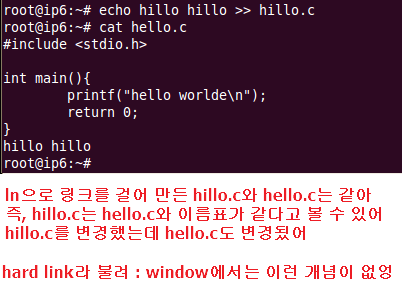 root@ip6:~# echo hillo hillo >> hillo.c
root@ip6:~# cat hello.c
#include <stdio.h>
int main(){
printf("hello worlde\n");
return 0;
}
hillo hillo
root@ip6:~#
ln으로 링크를 걸어 만든 hillo.c와 hello.c는 같아
즉, hillo.c는 hello.c와 이름표가 같다고 볼 수 있어
hillo.c를 변경했는데 hello.c도 변경됬어
hard link라 불려 : window에서는 이런 개념이 없엉